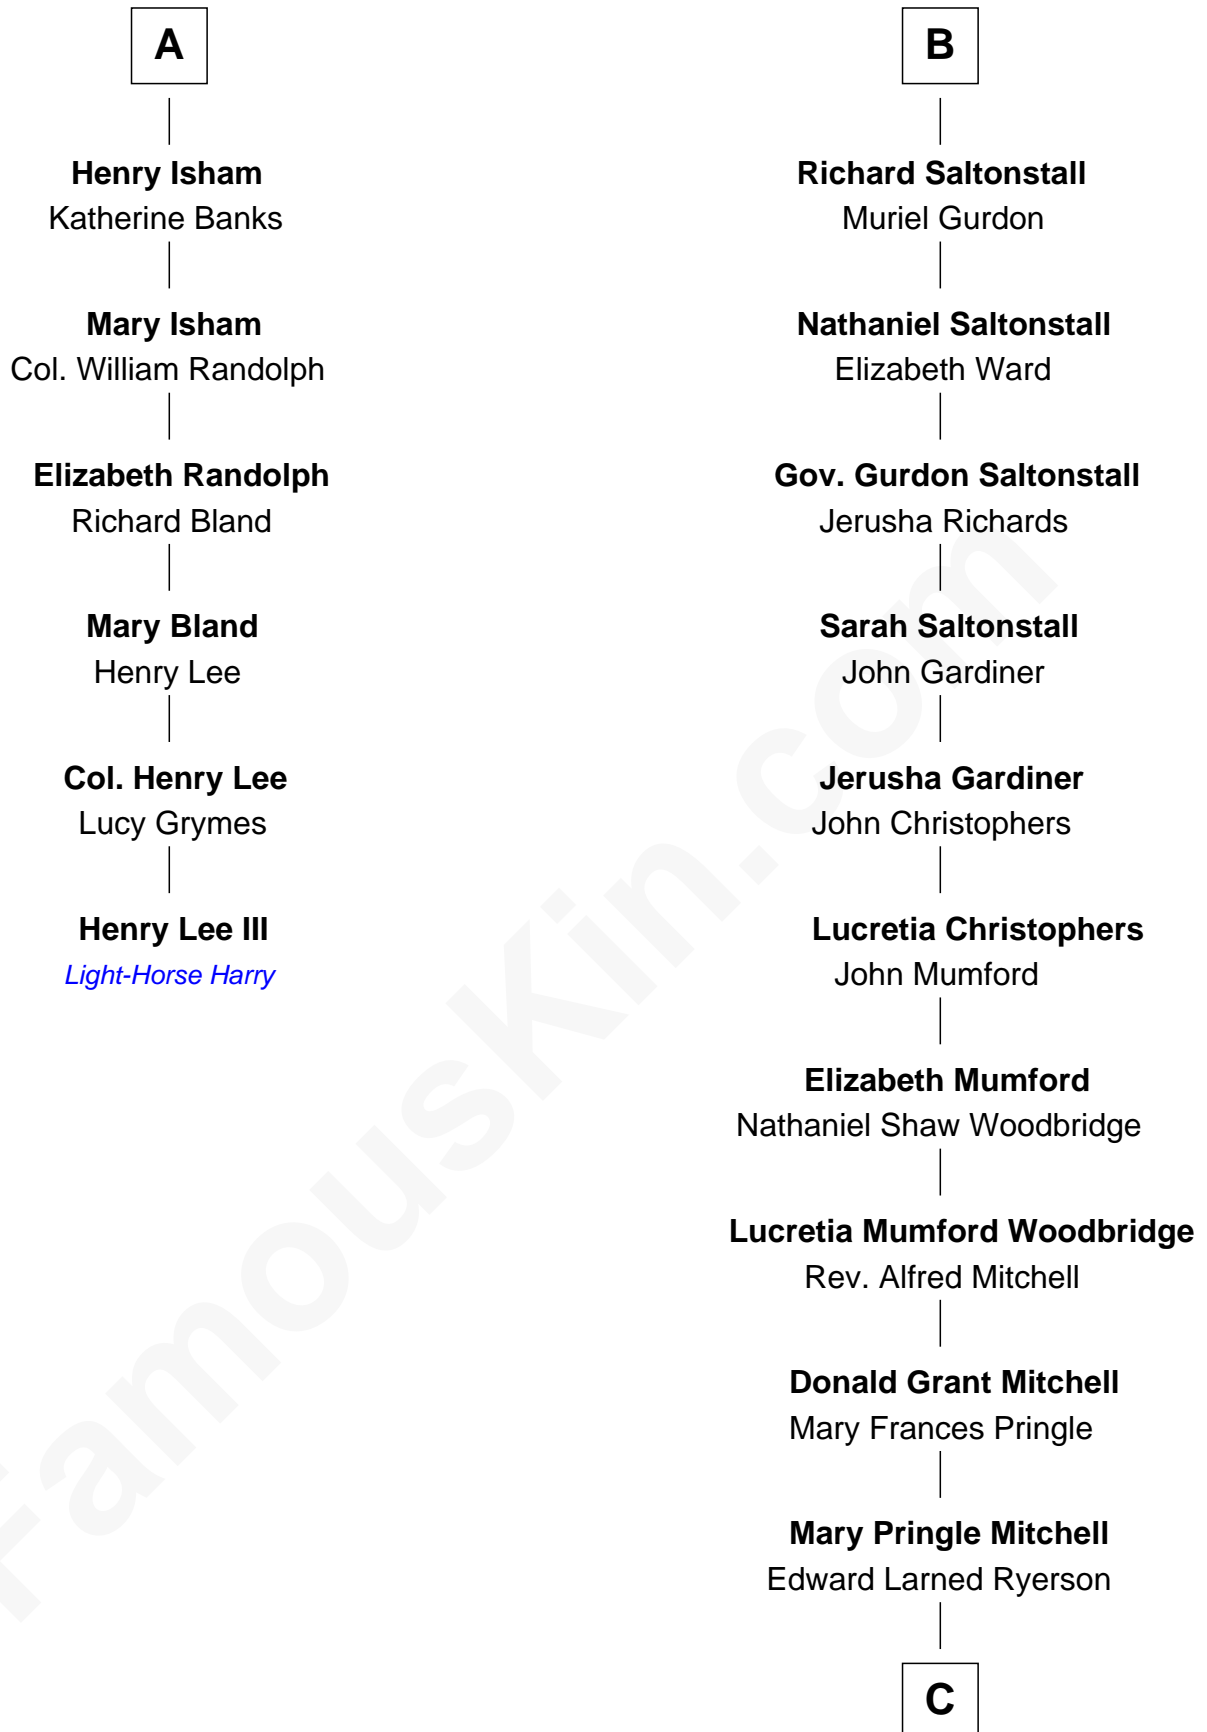 A
Henry Isham
Katherine Banks
Mary Isham
Col. William Randolph
Elizabeth Randolph
Richard Bland
Mary Bland
Henry Lee
Col. Henry Lee
Lucy Grymes
Henry Lee III
Light-Horse Harry
B
Richard Saltonstall
Muriel Gurdon
Nathaniel Saltonstall
Elizabeth Ward
Gov. Gurdon Saltonstall
Jerusha Richards
Sarah Saltonstall
John Gardiner
Jerusha Gardiner
John Christophers
Lucretia Christophers
John Mumford
Elizabeth Mumford
Nathaniel Shaw Woodbridge
Lucretia Mumford Woodbridge
Rev. Alfred Mitchell
Donald Grant Mitchell
Mary Frances Pringle
Mary Pringle Mitchell
Edward Larned Ryerson
C
FamousKin.com